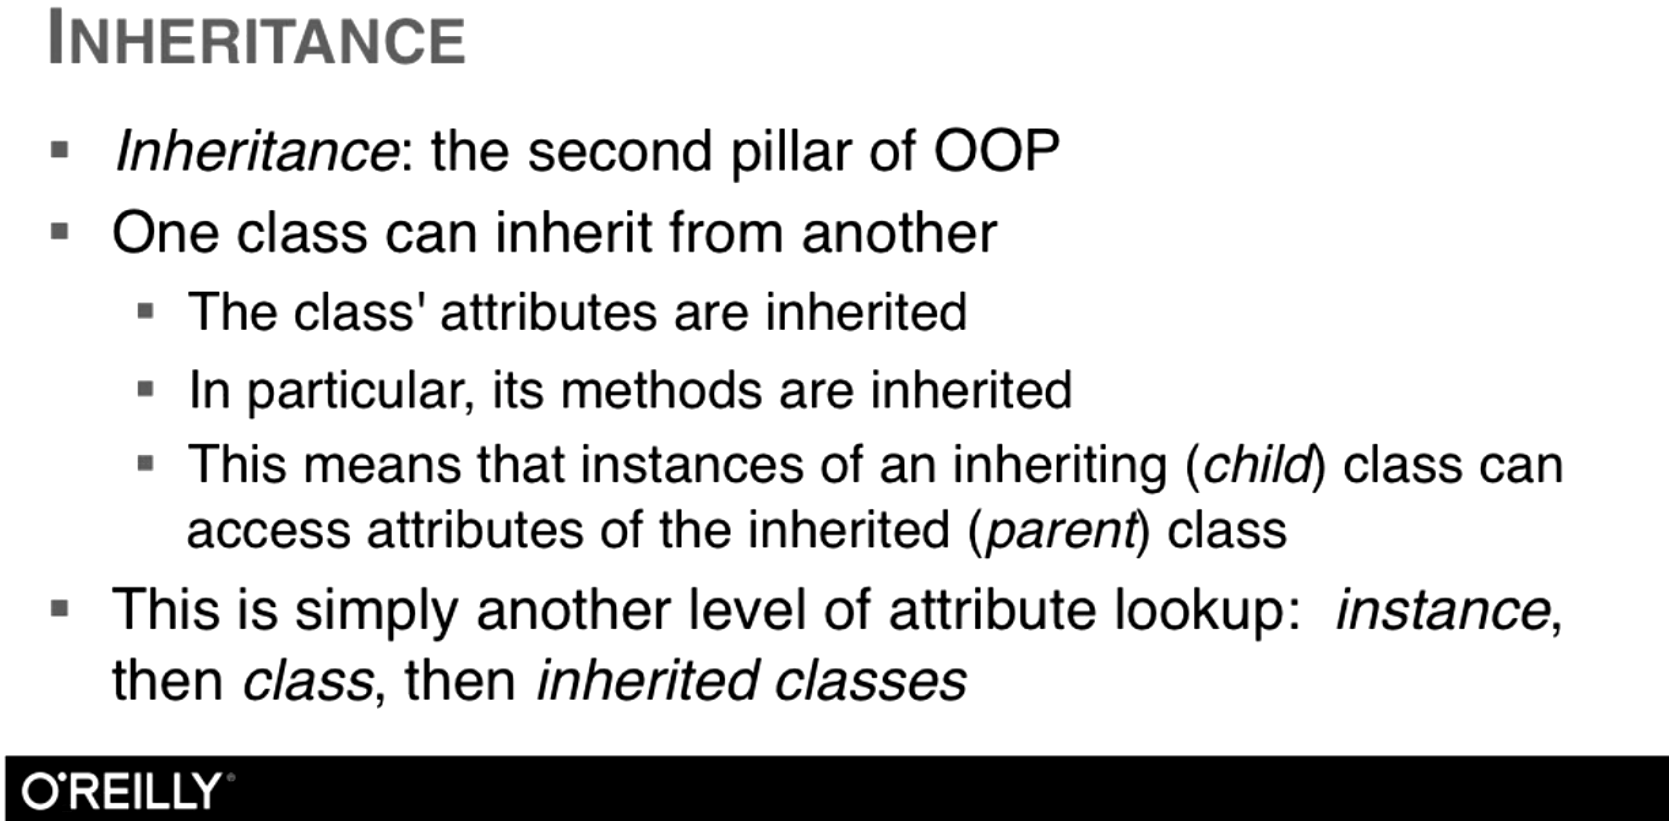 INHERITANCE
Inheritance: the second pillar of OOP
One class can inherit from another
The class' attributes are inherited
In particular, its methods are inherited
This means that instances of an inheriting (child) class can
access attributes of the inherited (parent) class
This is simply another level of attribute lookup: instance,
then class, then inherited classes
O'REILLY®